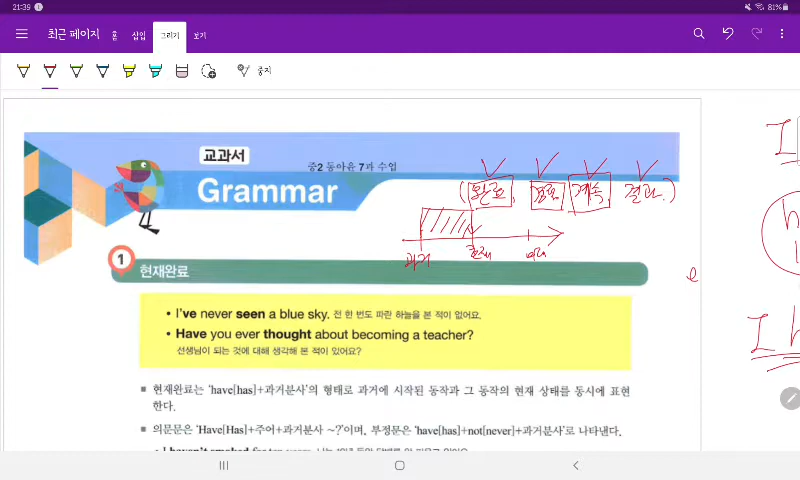 21:39
81%
최근 페이지 홈 삽입 그리기 보기
중지
교과서
중2 동아윤 7과 수업
Grammar
(완료, 경험, 계속, 결과.)
과거 현재 미래
1 현재완료
• I've never seen a blue sky. 전 한 번도 파란 하늘을 본 적이 없어요.
• Have you ever thought about becoming a teacher?
선생님이 되는 것에 대해 생각해 본 적이 있어요?
■ 현재완료는 'have[has]+과거분사'의 형태로 과거에 시작된 동작과 그 동작의 현재 상태를 동시에 표현
한다.
■ 의문문은 'Have[Has]+주어+과거분사 ~?'이며, 부정문은 'have[has]+not[never]+과거분사'로 나타낸다.
I
h
I h
e